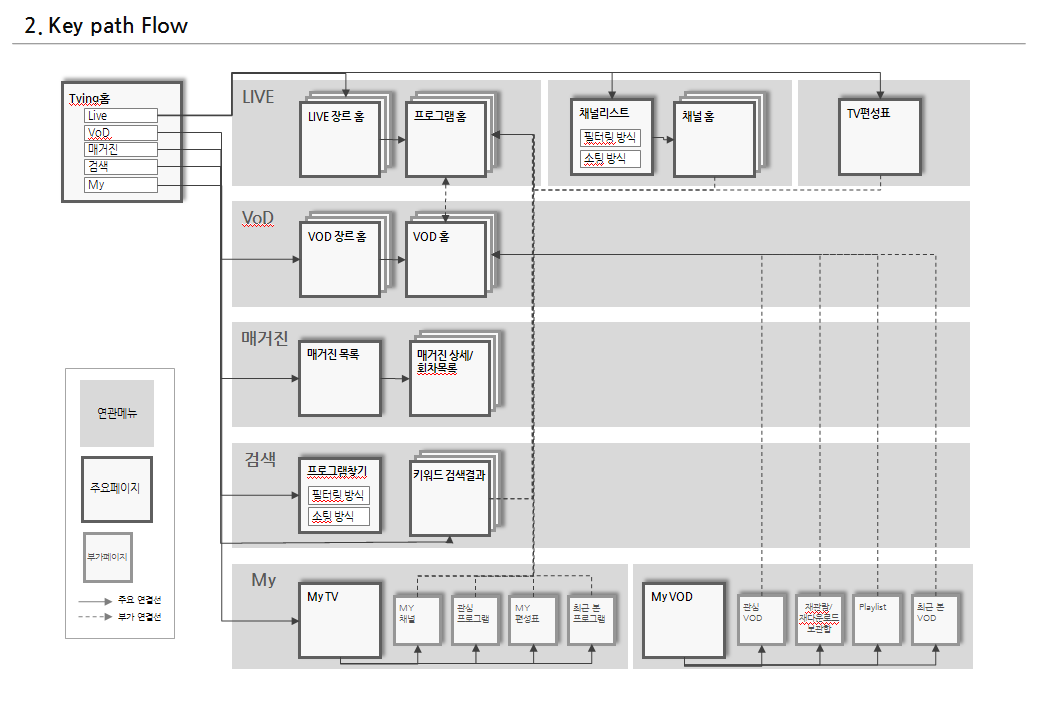 2. Key path Flow
Tving홈
Live
VoD
매거진
검색
My
LIVE
LIVE 장르 홈
프로그램 홈
채널리스트
필터링 방식
소팅 방식
채널 홈
TV편성표
VoD
VOD 장르 홈
VOD 홈
매거진
매거진 목록
매거진 상세/
회차목록
검색
프로그램찾기
필터링 방식
소팅 방식
키워드 검색결과
My
My TV
MY
채널
관심
프로그램
MY
편성표
최근 본
프로그램
My VOD
관심
VOD
재관람/
재다운로드
보관함
Playlist
최근 본
VOD
연관메뉴
주요페이지
부가페이지
주요 연결선
부가 연결선